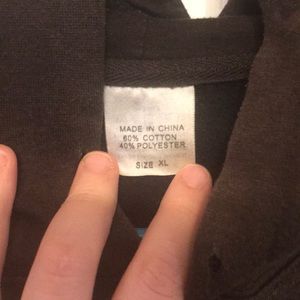 MADE IN CHINA
60% COTTON
40% POLYESTER
SIZE XL